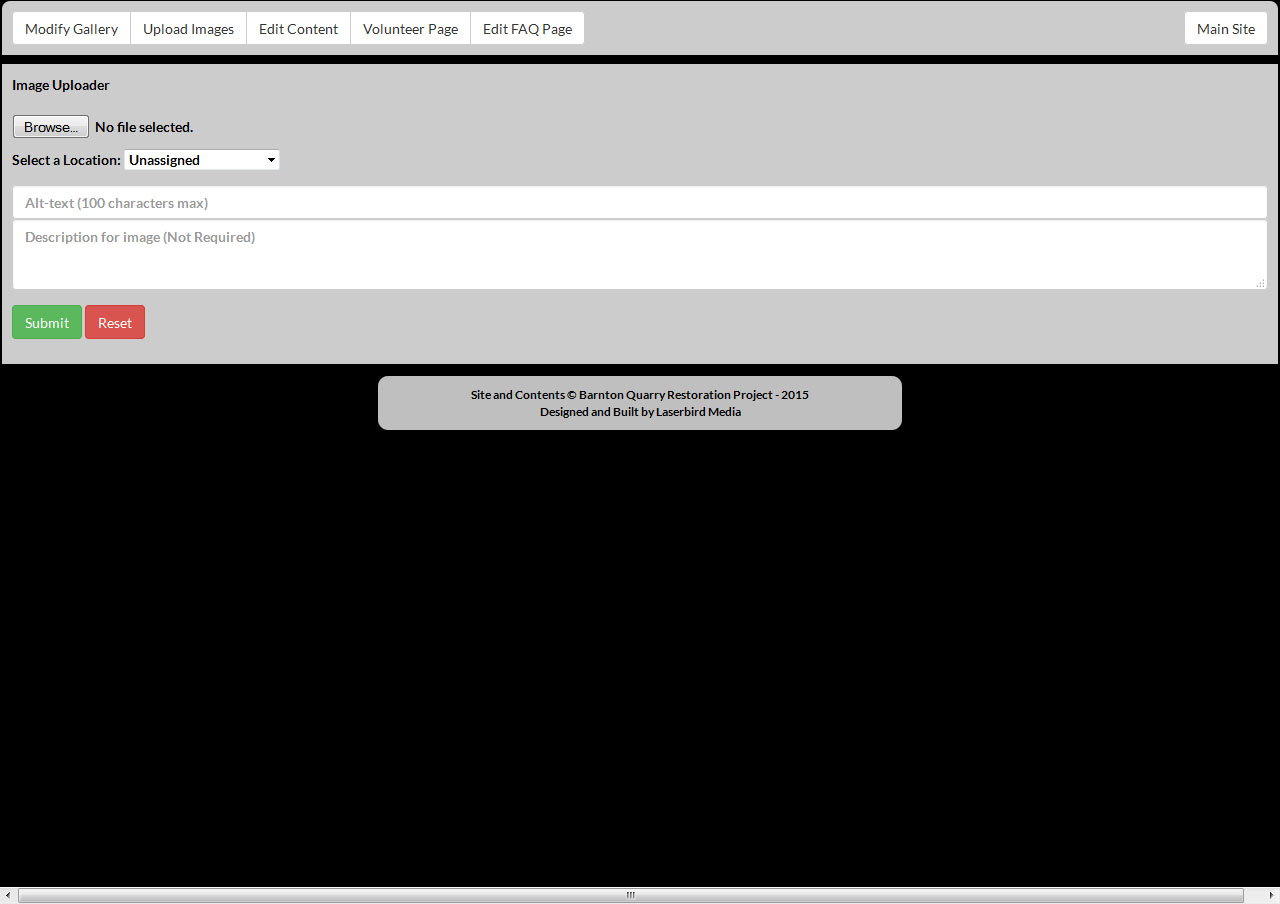 Modify Gallery Upload Images Edit Content Volunteer Page Edit FAQ Page Main Site
Image Uploader
Browse... No file selected.
Select a Location: Unassigned
Alt-text (100 characters max)
Description for image (Not Required)
Submit Reset
Site and Contents © Barnton Quarry Restoration Project - 2015
Designed and Built by Laserbird Media